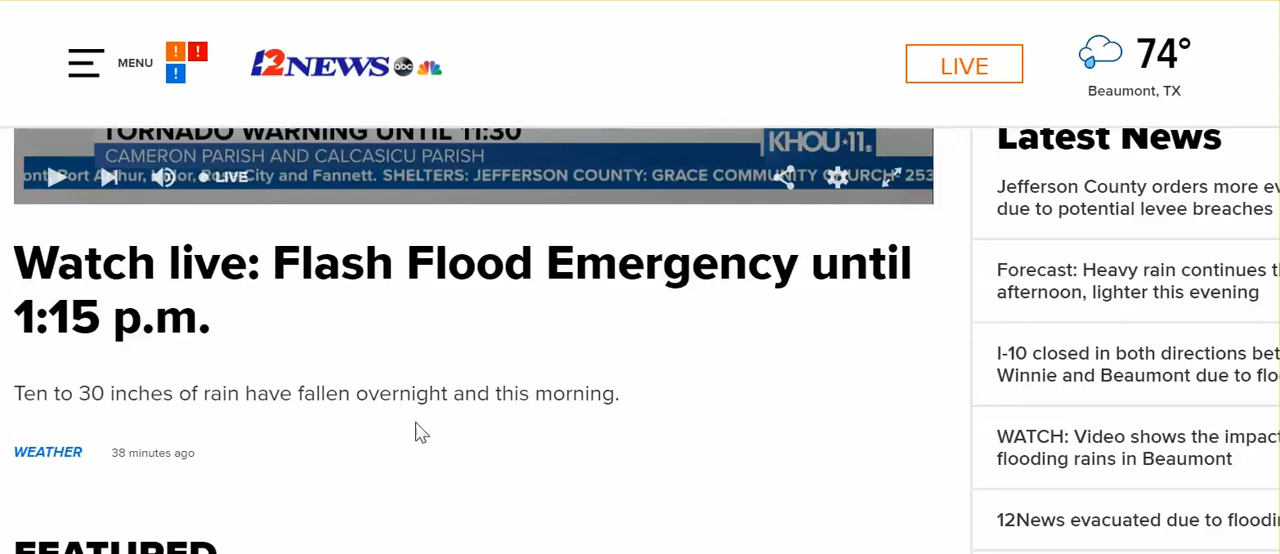 MENU
12NEWS abc
LIVE
74°
Beaumont, TX
TORNADO WARNING UNTIL 11:30
CAMERON PARISH AND CALCASICU PARISH
KHOU 11
City and Fannett. SHELTERS: JEFFERSON COUNTY: GRACE COMMUNITY CHURCH 253
LIVE
Watch live: Flash Flood Emergency until
1:15 p.m.
Ten to 30 inches of rain have fallen overnight and this morning.
WEATHER 38 minutes ago
FEATURED
Latest News
Jefferson County orders more
due to potential levee breaches
Forecast: Heavy rain continues
afternoon, lighter this evening
I-10 closed in both directions
Winnie and Beaumont due to
WATCH: Video shows the
flooding rains in Beaumont
12News evacuated due to